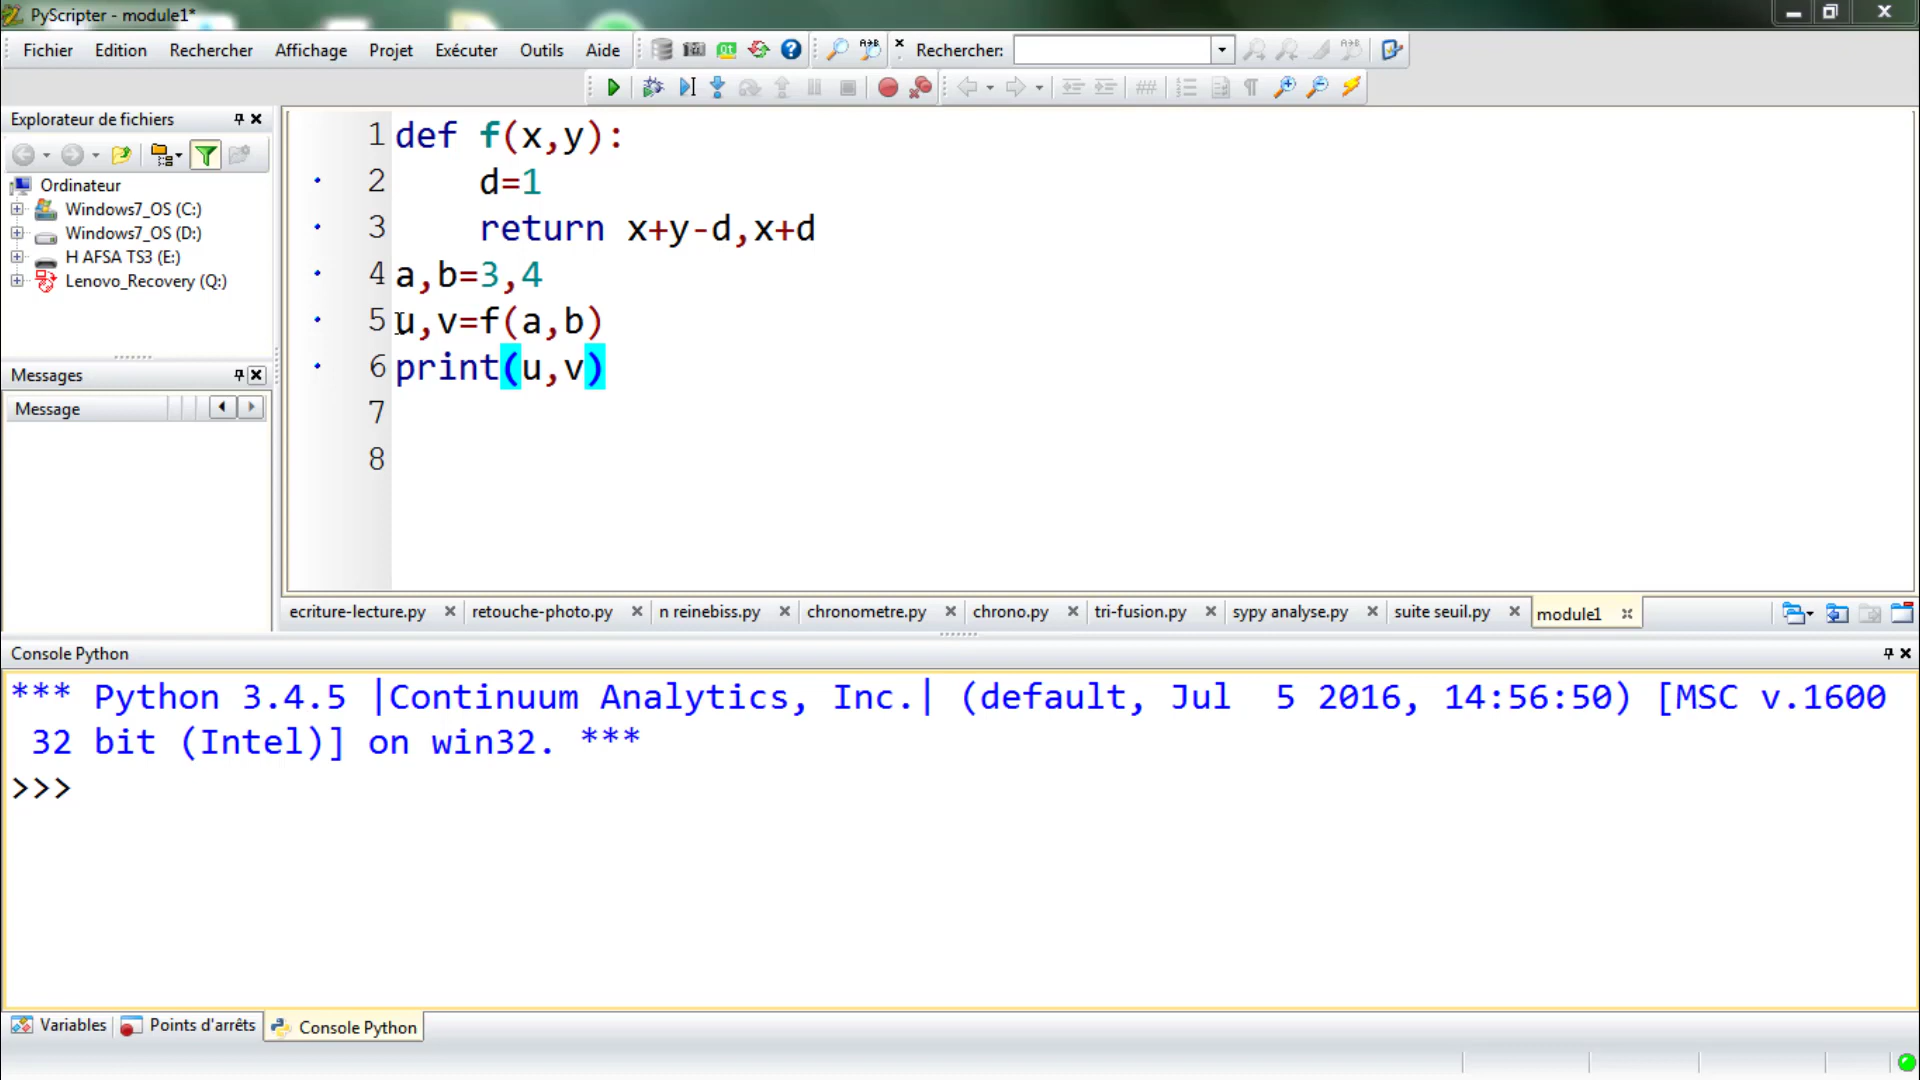 PyScripter - module1*
Fichier Edition Rechercher Affichage Projet Exécuter Outils Aide Rechercher:
Explorateur de fichiers
Ordinateur
Windows7_OS (C:)
Windows7_OS (D:)
H AFSA TS3 (E:)
Lenovo_Recovery (Q:)
Messages
Message
1 def f(x,y):
2 d=1
3 return x+y-d,x+d
4 a,b=3,4
5 u,v=f(a,b)
6 print(u,v)
7
8
ecriture-lecture.py retouche-photo.py n reinebiss.py chronometre.py chrono.py tri-fusion.py sypy analyse.py suite seuil.py module1
Console Python
*** Python 3.4.5 |Continuum Analytics, Inc.| (default, Jul  5 2016, 14:56:50) [MSC v.1600
32 bit (Intel)] on win32. ***
>>>
Variables Points d'arrêts Console Python